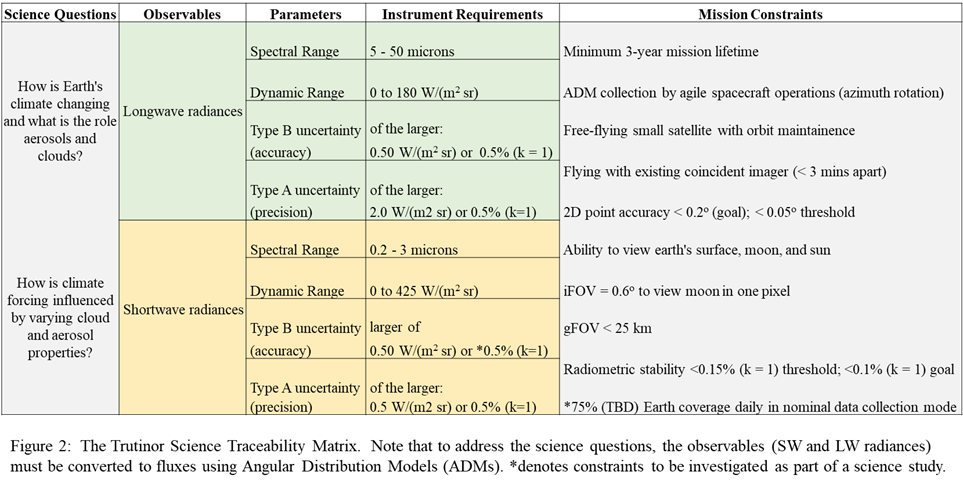 Science Questions
Observables
Parameters
Instrument Requirements
Mission Constraints
How is Earth's
climate changing
and what is the role
aerosols and
clouds?
Longwave radiances
Spectral Range
5 - 50 microns
Dynamic Range
0 to 180 W/(m² sr)
Type B uncertainty
(accuracy)
of the larger:
0.50 W/(m² sr) or 0.5% (k = 1)
Type A uncertainty
(precision)
of the larger:
2.0 W/(m2 sr) or 0.5% (k=1)
How is climate
forcing influenced
by varying cloud
and aerosol
properties?
Shortwave radiances
Spectral Range
0.2 - 3 microns
Dynamic Range
0 to 425 W/(m² sr)
Type B uncertainty
(accuracy)
larger of
0.50 W/(m² sr) or *0.5% (k=1)
Type A uncertainty
(precision)
of the larger:
0.5 W/(m2 sr) or 0.5% (k=1)
Minimum 3-year mission lifetime
ADM collection by agile spacecraft operations (azimuth rotation)
Free-flying small satellite with orbit maintainence
Flying with existing coincident imager (< 3 mins apart)
2D point accuracy < 0.2º (goal); < 0.05º threshold
Ability to view earth's surface, moon, and sun
iFOV = 0.6º to view moon in one pixel
gFOV < 25 km
Radiometric stability <0.15% (k = 1) threshold; <0.1% (k = 1) goal
*75% (TBD) Earth coverage daily in nominal data collection mode
Figure 2: The Trutinor Science Traceability Matrix. Note that to address the science questions, the observables (SW and LW radiances)
must be converted to fluxes using Angular Distribution Models (ADMs). *denotes constraints to be investigated as part of a science study.